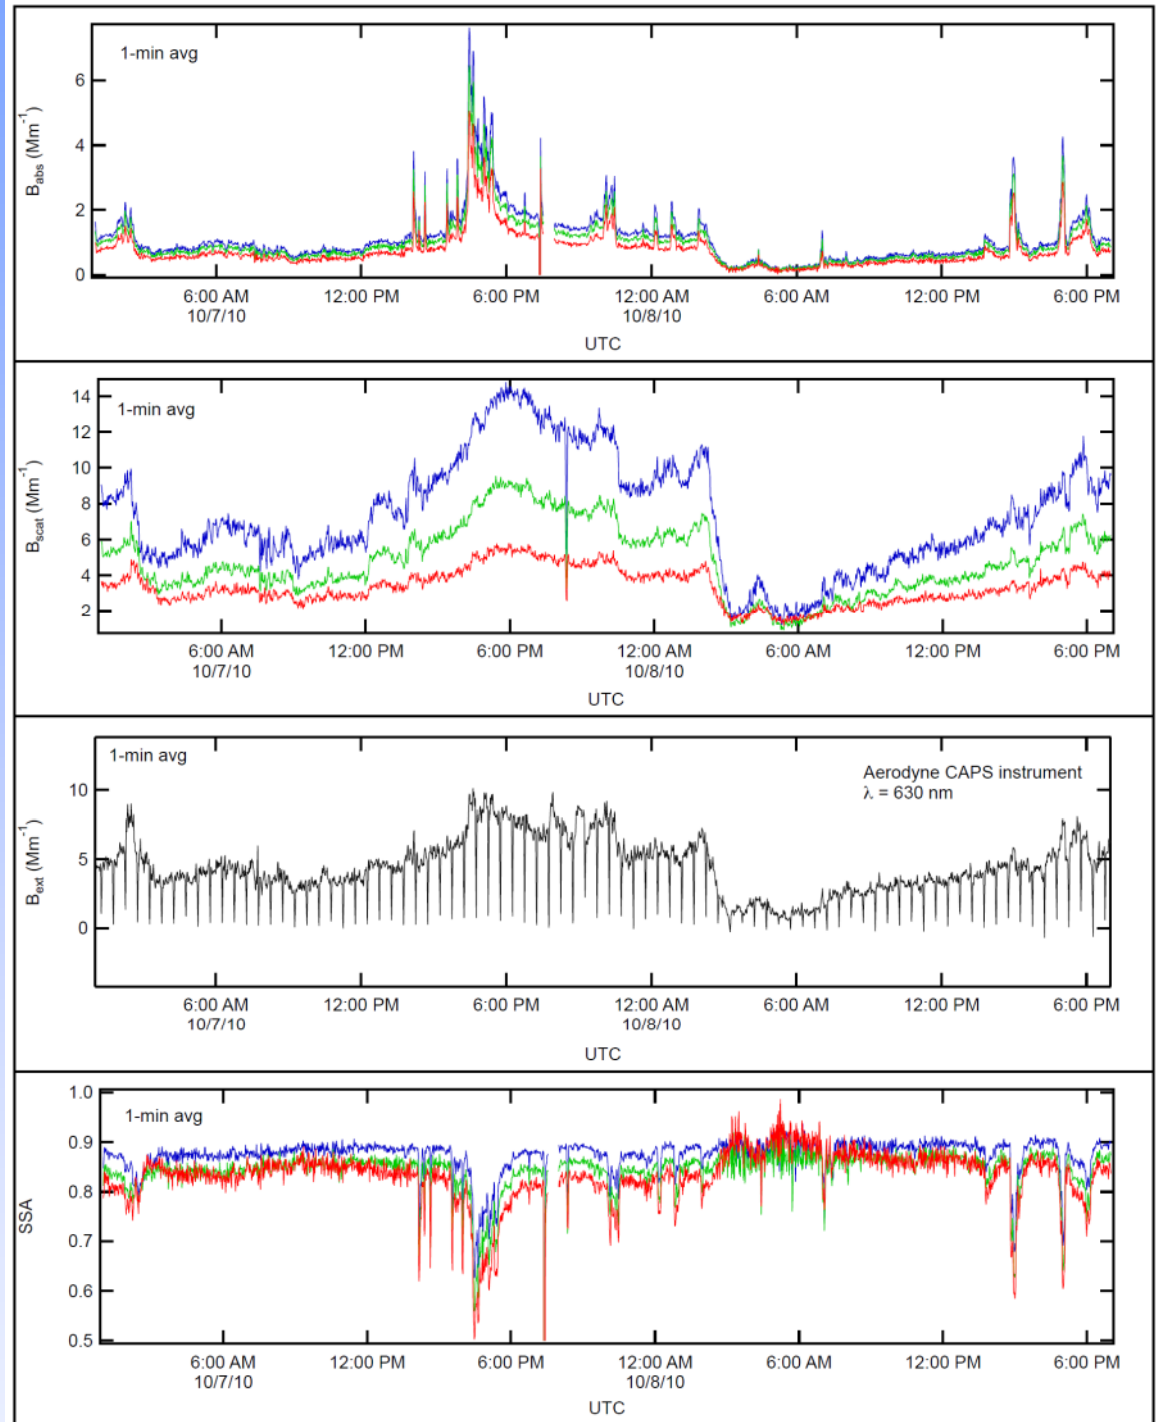 1-min avg
6
4
2
0
B_abs (Mm^-1)
6:00 AM 12:00 PM 6:00 PM 12:00 AM 6:00 AM 12:00 PM 6:00 PM
10/7/10 10/8/10
UTC
1-min avg
14
12
10
8
6
4
2
B_scat (Mm^-1)
6:00 AM 12:00 PM 6:00 PM 12:00 AM 6:00 AM 12:00 PM 6:00 PM
10/7/10 10/8/10
UTC
1-min avg
Aerodyne CAPS instrument
λ = 630 nm
10
5
0
B_ext (Mm^-1)
6:00 AM 12:00 PM 6:00 PM 12:00 AM 6:00 AM 12:00 PM 6:00 PM
10/7/10 10/8/10
UTC
1-min avg
1.0
0.9
0.8
0.7
0.6
0.5
SSA
6:00 AM 12:00 PM 6:00 PM 12:00 AM 6:00 AM 12:00 PM 6:00 PM
10/7/10 10/8/10
UTC